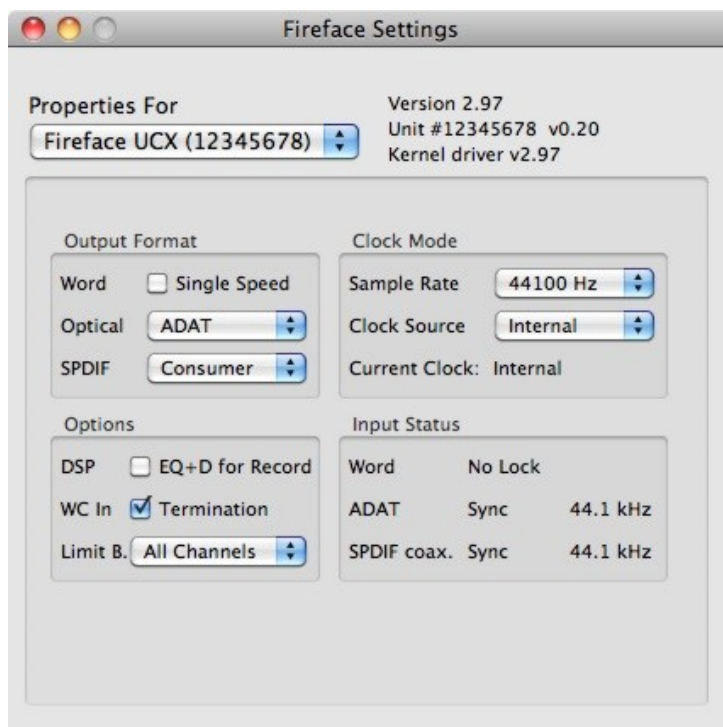 Fireface Settings
Properties For
Fireface UCX (12345678)
Version 2.97
Unit #12345678 v0.20
Kernel driver v2.97
Output Format
Word Single Speed
Optical ADAT
SPDIF Consumer
Clock Mode
Sample Rate 44100 Hz
Clock Source Internal
Current Clock: Internal
Options
DSP EQ+D for Record
WC In Termination
Limit B. All Channels
Input Status
Word No Lock
ADAT Sync 44.1 kHz
SPDIF coax. Sync 44.1 kHz